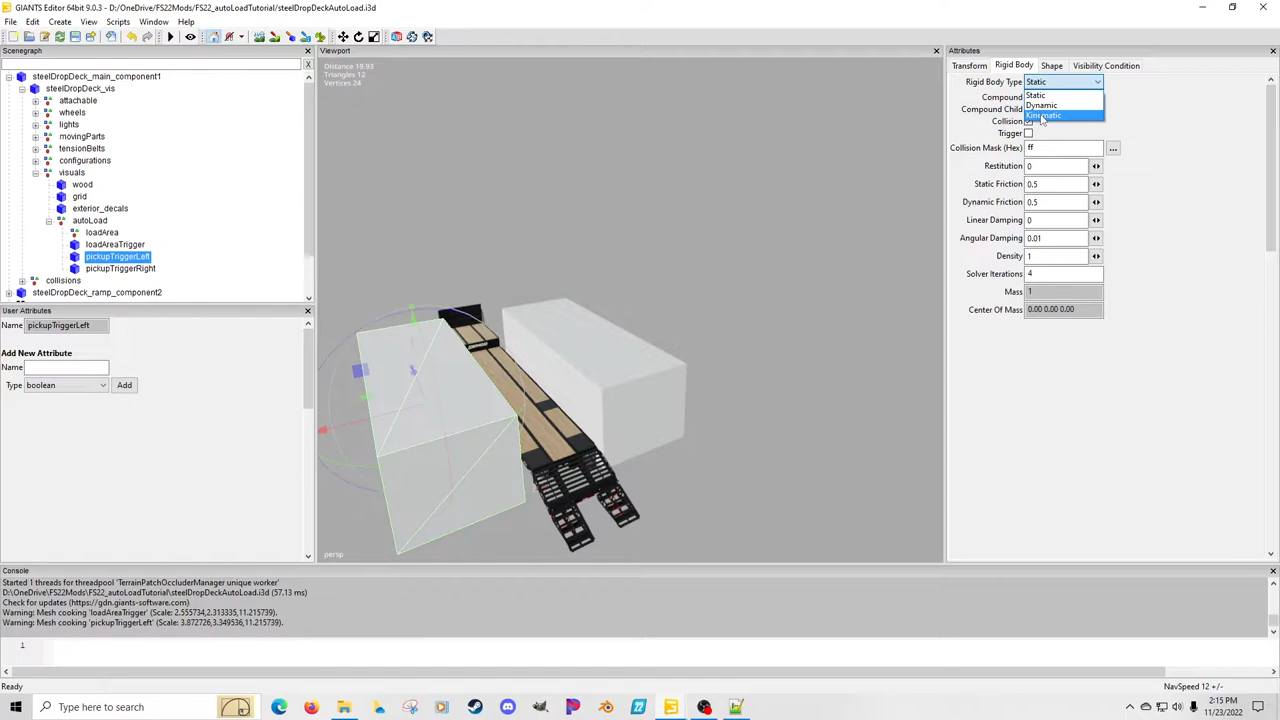 GIANTS Editor 64bit 9.0.3 - D:/OneDrive/FS22Mods/FS22_autoLoadTutorial/steelDropDeckAutoLoad.i3d
File Edit Create View Scripts Window Help
Scenegraph
X
steelDropDeck_main_component1
steelDropDeck_vis
attachable
wheels
lights
movingParts
tensionBelts
configurations
visuals
wood
grid
exterior_decals
autoLoad
loadArea
loadAreaTrigger
pickupTriggerLeft
pickupTriggerRight
collisions
steelDropDeck_ramp_component2
User Attributes
Name pickupTriggerLeft
Add New Attribute
Name
Type boolean Add
Viewport
Distance 19.93
Triangles 12
Vertices 24
persp
Attributes
Transform Rigid Body Shape Visibility Condition
Rigid Body Type Static
Static
Dynamic
Kinematic
Compound
Compound Child
Collision
Trigger
Collision Mask (Hex) ff ...
Restitution 0
Static Friction 0.5
Dynamic Friction 0.5
Linear Damping 0
Angular Damping 0.01
Density 1
Solver Iterations 4
Mass 1
Center Of Mass 0.00 0.00 0.00
Console
Started 1 threads for threadpool 'TerrainPatchOccluderManager unique worker'
D:/OneDrive/FS22Mods/FS22_autoLoadTutorial/steelDropDeckAutoLoad.i3d (57.13 ms)
Check for updates (https://gdn.giants-software.com)
Warning: Mesh cooking 'loadAreaTrigger' (Scale: 2.555734,2.313335,11.215739).
Warning: Mesh cooking 'pickupTriggerLeft' (Scale: 3.872726,3.349536,11.215739).
1
Ready
NavSpeed 12 +/-
Type here to search
2:15 PM
11/23/2022